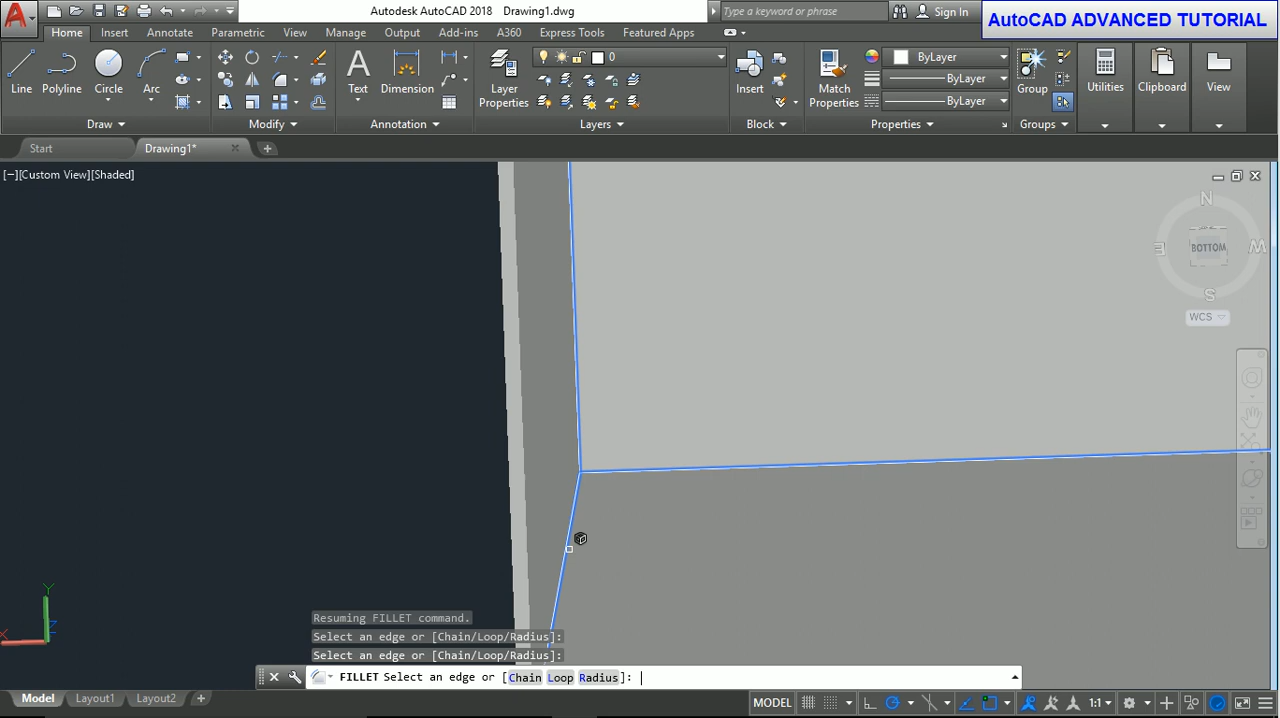 Autodesk AutoCAD 2018 Drawing1.dwg
Type a keyword or phrase
Sign In
AutoCAD ADVANCED TUTORIAL
Home Insert Annotate Parametric View Manage Output Add-ins A360 Express Tools Featured Apps
Line Polyline Circle Arc
Text Dimension
Layer
Properties
0
Insert
Match
Properties
ByLayer
ByLayer
ByLayer
Group
Utilities
Clipboard
View
Draw Modify Annotation Layers Block Properties Groups
Start Drawing1*
[−][Custom View][Shaded]
N
E
BOTTOM
W
S
WCS
Y
X
Z
Resuming FILLET command.
Select an edge or [Chain/Loop/Radius]:
Select an edge or [Chain/Loop/Radius]:
FILLET Select an edge or [Chain Loop Radius]:
Model Layout1 Layout2
MODEL
1:1